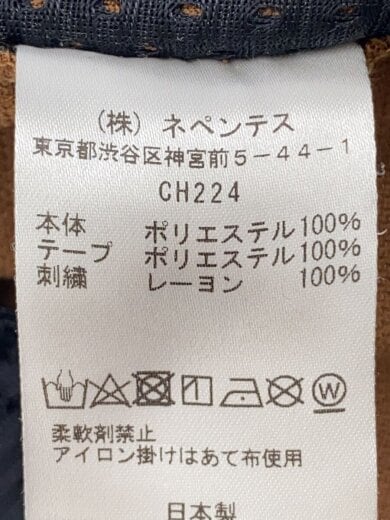 （株）ネペンテス
東京都渋谷区神宮前5-44-1
CH224
本体 ポリエステル100%
テープ ポリエステル100%
刺繍 レーヨン 100%
W
柔軟剤禁止
アイロン掛けはあて布使用
日本製